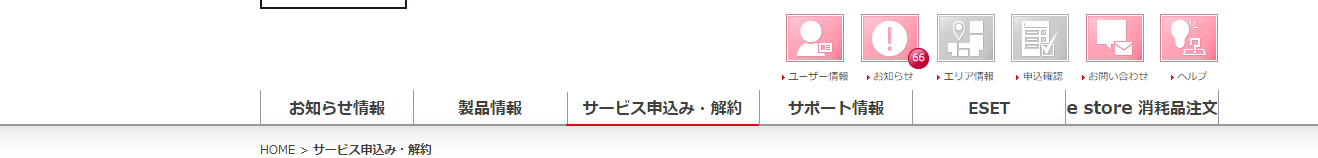 66
ユーザー情報
お知らせ
エリア情報
申込確認
お問い合わせ
ヘルプ
お知らせ情報
製品情報
サービス申込み・解約
サポート情報
ESET
e store 消耗品注文
HOME > サービス申込み・解約